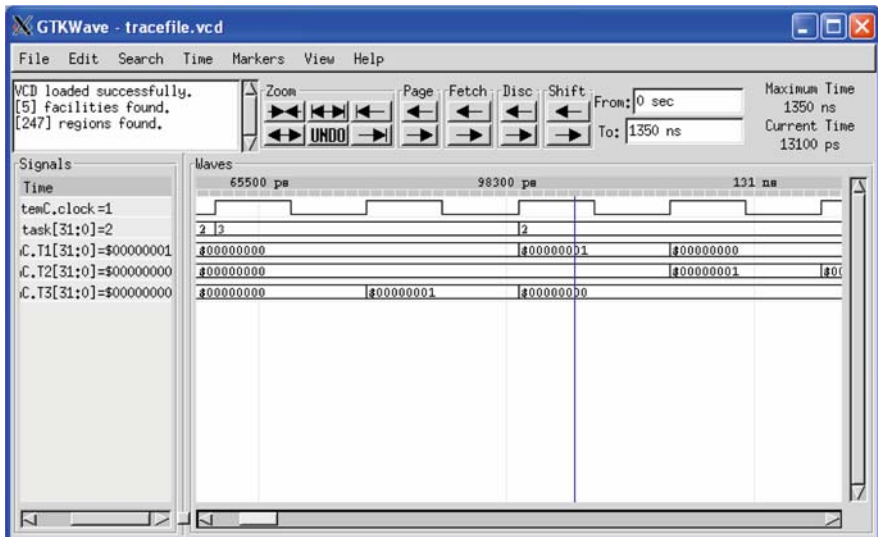 GTKWave - tracefile.vcd
File Edit Search Time Markers View Help
VCD loaded successfully.
[5] facilities found.
[247] regions found.
Zoom
UNDO
Page
Fetch
Disc
Shift
From: 0 sec
To: 1350 ns
Maximum Time
1350 ns
Current Time
13100 ps
Signals
Waves
Time
65500 ps 98300 ps 131 ns
temC.clock=1
task[31:0]=2
2 3 2
C.T1[31:0]=$00000001
$00000000 $00000001 $00000000
C.T2[31:0]=$00000000
$00000000 $00000001 $00
C.T3[31:0]=$00000000
$00000000 $00000001 $00000000